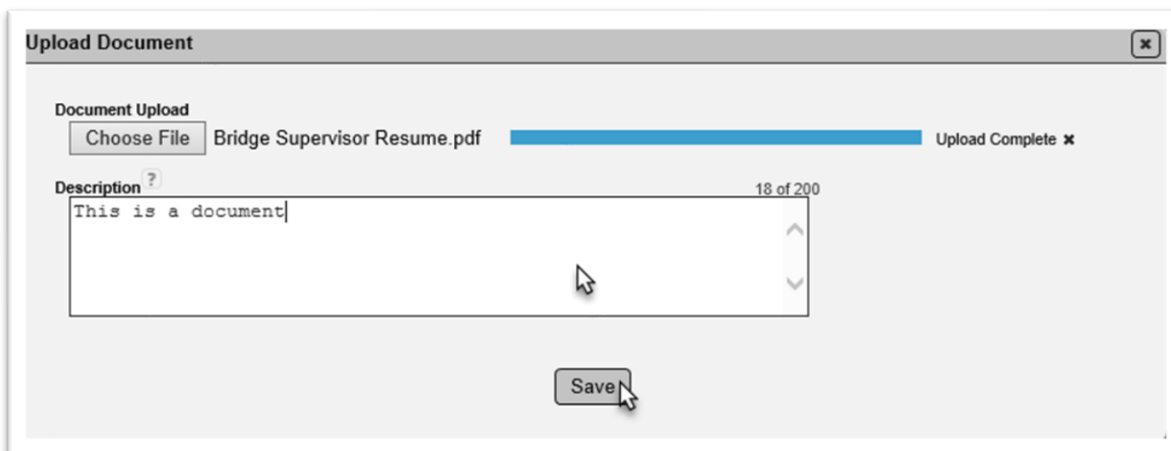 Upload Document
Document Upload
Choose File Bridge Supervisor Resume.pdf Upload Complete
Description ? 18 of 200
This is a document
Save